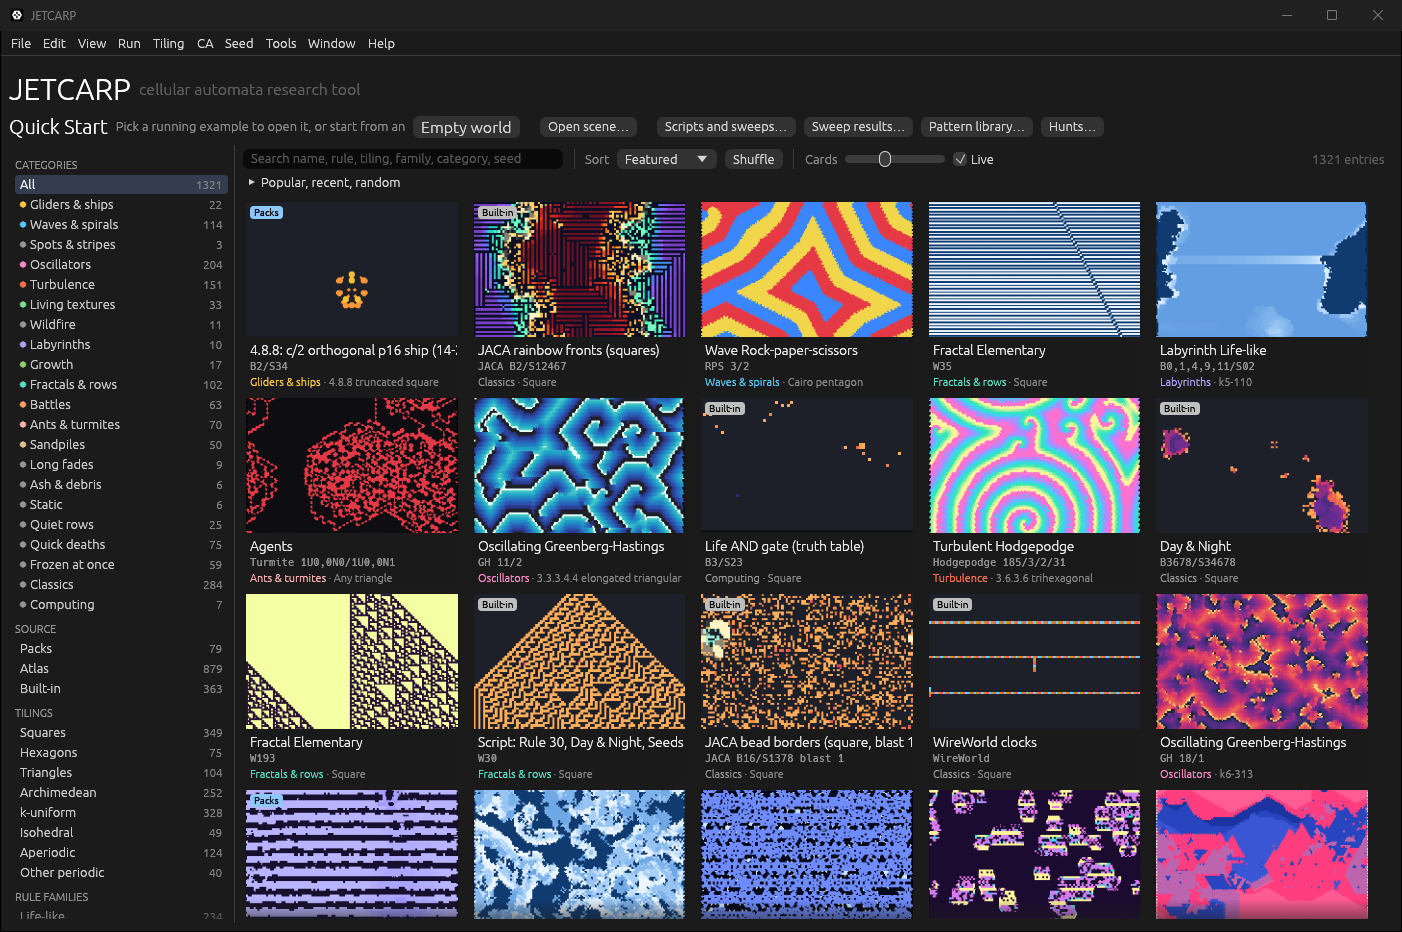 JETCARP
File Edit View Run Tiling CA Seed Tools Window Help
JETCARP cellular automata research tool
Quick Start Pick a running example to open it, or start from an Empty world Open scene... Scripts and sweeps... Sweep results... Pattern library... Hunts...
CATEGORIES
All 1321
Gliders & ships 22
Waves & spirals 114
Spots & stripes 3
Oscillators 204
Turbulence 151
Living textures 33
Wildfire 11
Labyrinths 10
Growth 17
Fractals & rows 102
Battles 63
Ants & turmites 70
Sandpiles 50
Long fades 9
Ash & debris 6
Static 6
Quiet rows 25
Quick deaths 75
Frozen at once 59
Classics 284
Computing 7
SOURCE
Packs 79
Atlas 879
Built-in 363
TILINGS
Squares 349
Hexagons 75
Triangles 104
Archimedean 252
k-uniform 328
Isohedral 49
Aperiodic 124
Other periodic 40
RULE FAMILIES
Life-like 234
Search name, rule, tiling, family, category, seed Sort Featured Shuffle Cards Live 1321 entries
Popular, recent, random
Packs
4.8.8: c/2 orthogonal p16 ship (14-
B2/S34
Gliders & ships · 4.8.8 truncated square
Built-in
JACA rainbow fronts (squares)
JACA B2/S12467
Classics · Square
Wave Rock-paper-scissors
RPS 3/2
Waves & spirals · Cairo pentagon
Fractal Elementary
W35
Fractals & rows · Square
Labyrinth Life-like
B0,1,4,9,11/S02
Labyrinths · k5-110
Agents
Turmite 1U0,0N0/1U0,0N1
Ants & turmites · Any triangle
Oscillating Greenberg-Hastings
GH 11/2
Oscillators · 3.3.3.4.4 elongated triangular
Built-in
Life AND gate (truth table)
B3/S23
Computing · Square
Turbulent Hodgepodge
Hodgepodge 185/3/2/31
Turbulence · 3.6.3.6 trihexagonal
Built-in
Day & Night
B3678/S34678
Classics · Square
Fractal Elementary
W193
Fractals & rows · Square
Built-in
Script: Rule 30, Day & Night, Seeds
W30
Fractals & rows · Square
Built-in
JACA bead borders (square, blast 1
JACA B16/S1378 blast 1
Classics · Square
Built-in
WireWorld clocks
WireWorld
Classics · Square
Oscillating Greenberg-Hastings
GH 18/1
Oscillators · k6-313
Packs